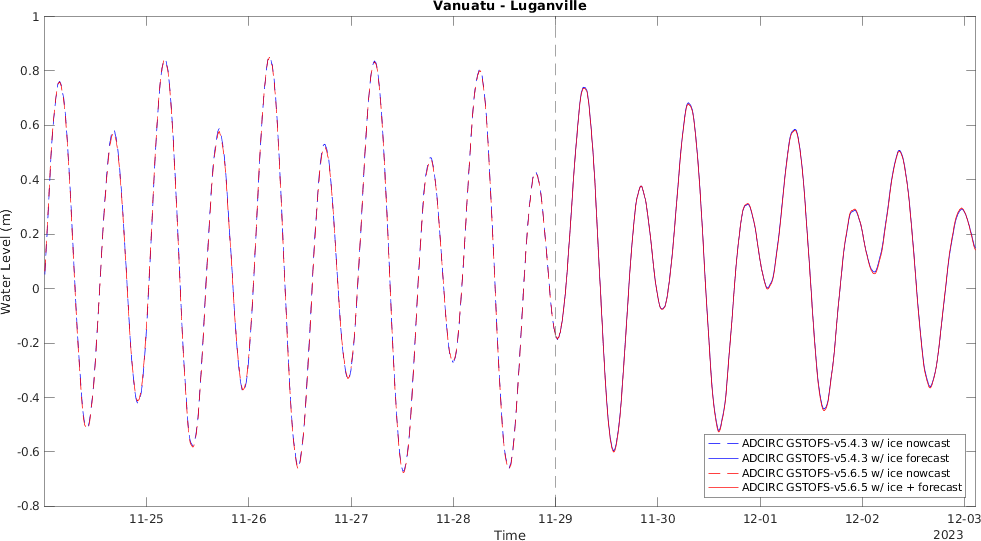 Vanuatu - Luganville
1
0.8
0.6
0.4
0.2
0
-0.2
-0.4
-0.6
-0.8
Water Level (m)
11-25 11-26 11-27 11-28 11-29 11-30 12-01 12-02 12-03
Time
2023
ADCIRC GSTOFS-v5.4.3 w/ ice nowcast
ADCIRC GSTOFS-v5.4.3 w/ ice forecast
ADCIRC GSTOFS-v5.6.5 w/ ice nowcast
ADCIRC GSTOFS-v5.6.5 w/ ice + forecast